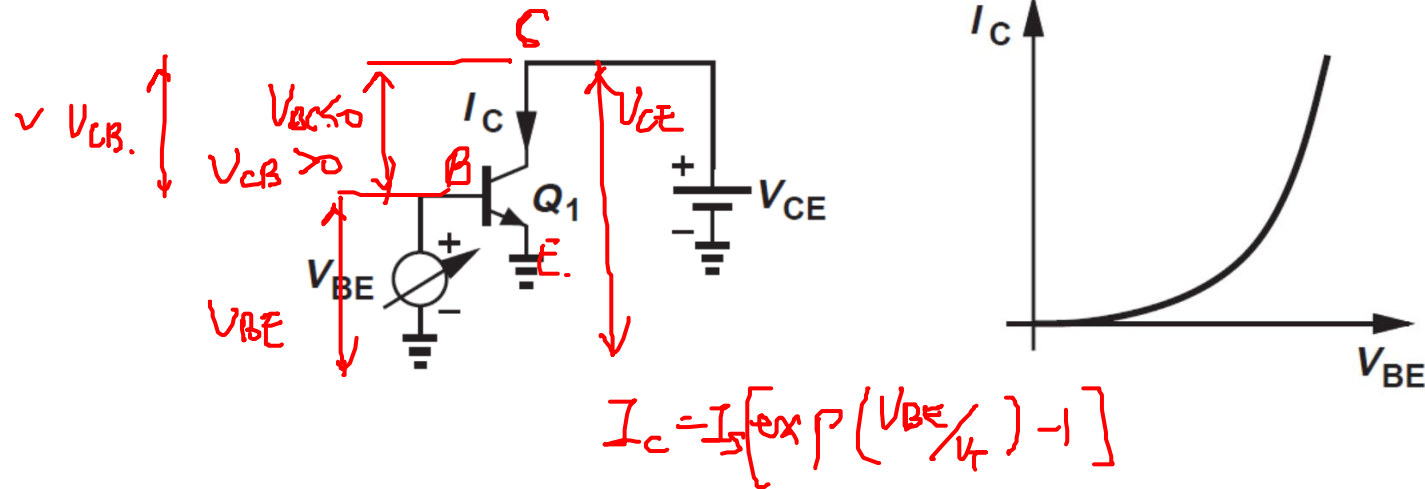 C
I_C
✓ V_CB.
V_BC<0
V_CE
I_C
V_CB>0
B
Q_1
+
V_CE
−
E.
+
V_BE
−
V_BE
V_BE
I_C = I_S[exp(V_BE/V_T) −1]